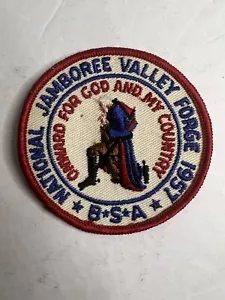 NATIONAL JAMBOREE VALLEY FORGE 1957
ONWARD FOR GOD AND MY COUNTRY
B★S★A